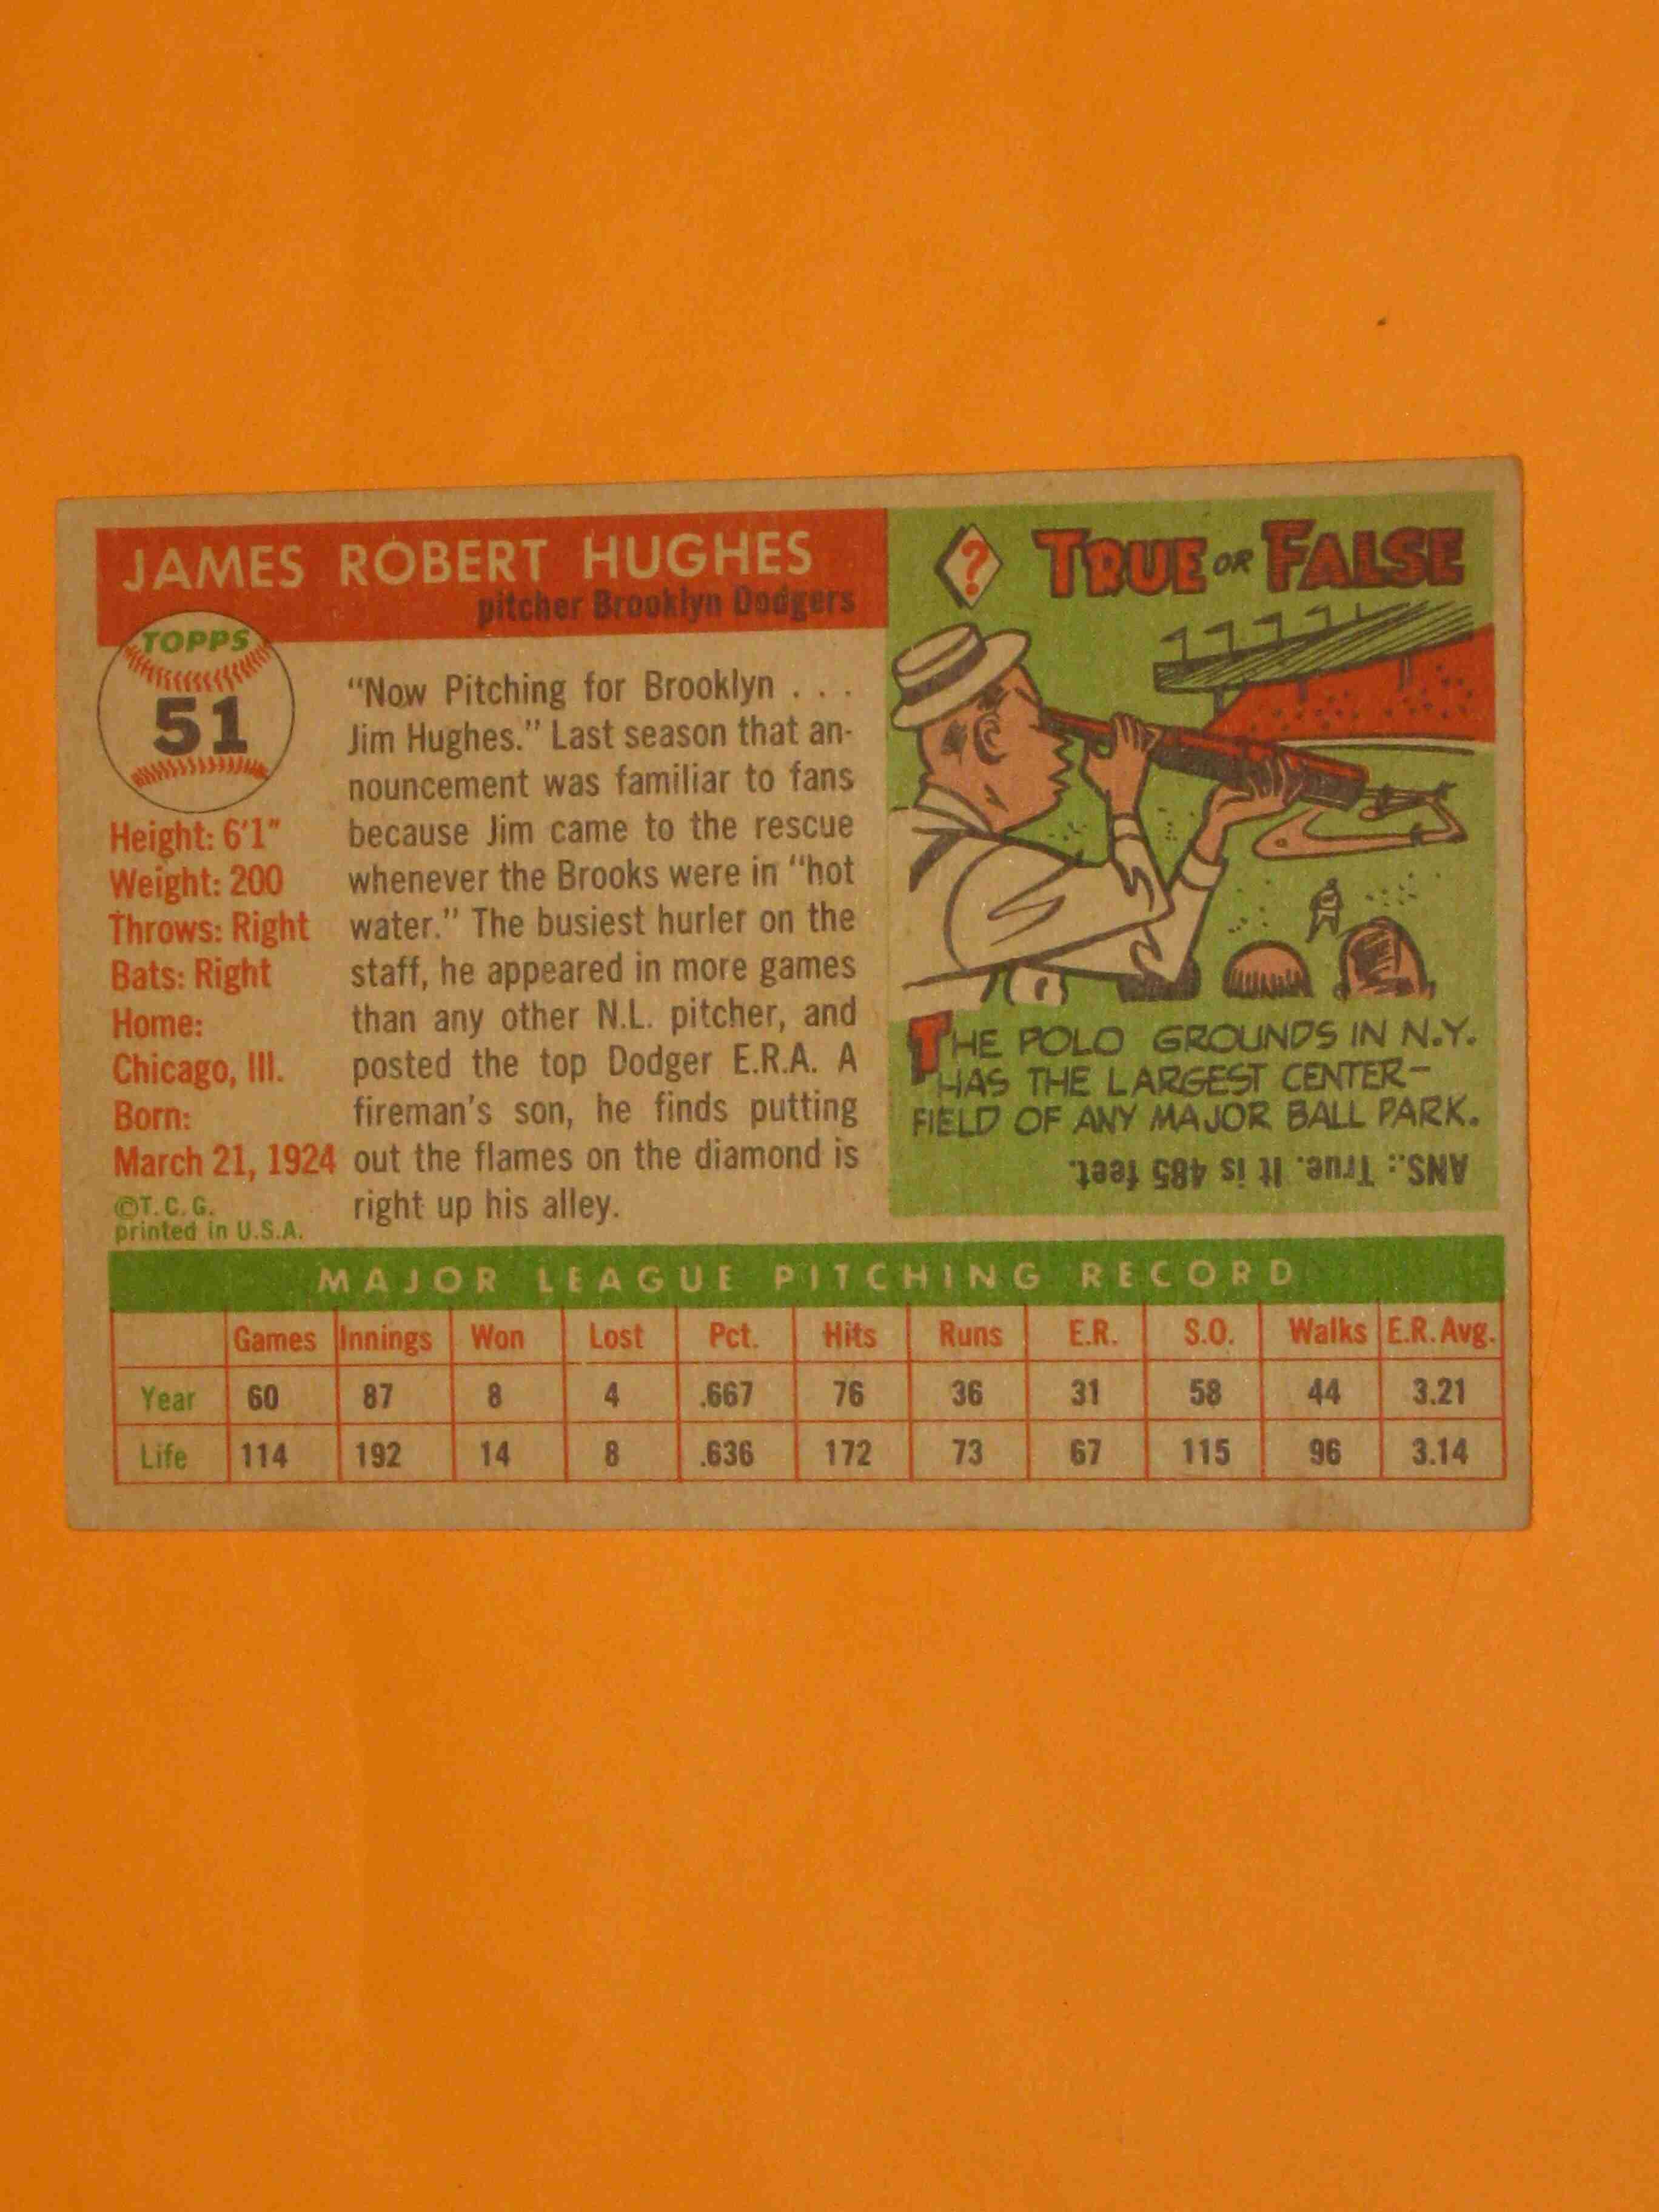 JAMES ROBERT HUGHES
pitcher Brooklyn Dodgers
TOPPS
51
Height: 6'1"
Weight: 200
Throws: Right
Bats: Right
Home:
Chicago, Ill.
Born:
March 21, 1924
©T.C.G.
printed in U.S.A.
"Now Pitching for Brooklyn . . .
Jim Hughes." Last season that an-
nouncement was familiar to fans
because Jim came to the rescue
whenever the Brooks were in "hot
water." The busiest hurler on the
staff, he appeared in more games
than any other N.L. pitcher, and
posted the top Dodger E.R.A. A
fireman's son, he finds putting
out the flames on the diamond is
right up his alley.
? TRUE OR FALSE
THE POLO GROUNDS IN N.Y.
HAS THE LARGEST CENTER-
FIELD OF ANY MAJOR BALL PARK.
ANS.: True. It is 485 feet.
MAJOR LEAGUE PITCHING RECORD
Games Innings Won Lost Pct. Hits Runs E.R. S.O. Walks E.R.Avg.
Year 60 87 8 4 .667 76 36 31 58 44 3.21
Life 114 192 14 8 .636 172 73 67 115 96 3.14